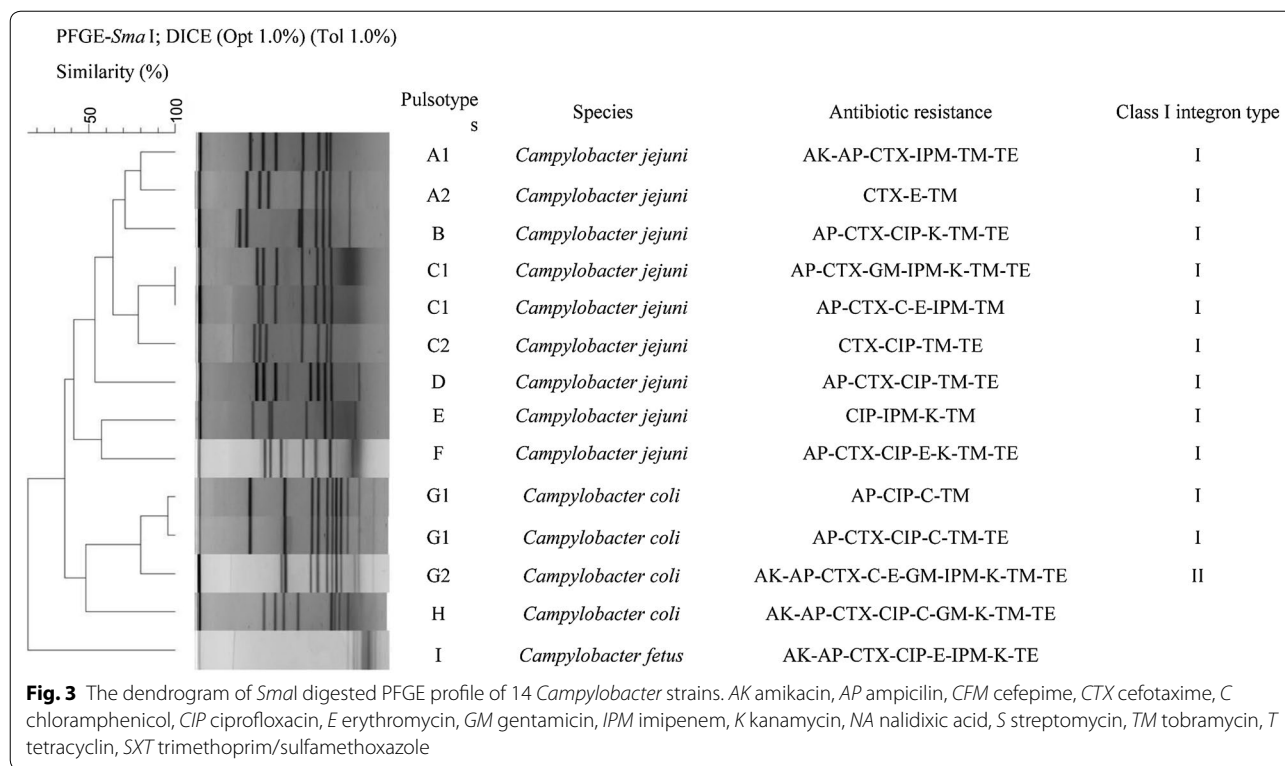 PFGE-Sma I; DICE (Opt 1.0%) (Tol 1.0%)
Similarity (%)
50
100
Pulsotype
s
Species
Antibiotic resistance
Class I integron type
A1 Campylobacter jejuni AK-AP-CTX-IPM-TM-TE I
A2 Campylobacter jejuni CTX-E-TM I
B Campylobacter jejuni AP-CTX-CIP-K-TM-TE I
C1 Campylobacter jejuni AP-CTX-GM-IPM-K-TM-TE I
C1 Campylobacter jejuni AP-CTX-C-E-IPM-TM I
C2 Campylobacter jejuni CTX-CIP-TM-TE I
D Campylobacter jejuni AP-CTX-CIP-TM-TE I
E Campylobacter jejuni CIP-IPM-K-TM I
F Campylobacter jejuni AP-CTX-CIP-E-K-TM-TE I
G1 Campylobacter coli AP-CIP-C-TM I
G1 Campylobacter coli AP-CTX-CIP-C-TM-TE I
G2 Campylobacter coli AK-AP-CTX-C-E-GM-IPM-K-TM-TE II
H Campylobacter coli AK-AP-CTX-CIP-C-GM-K-TM-TE
I Campylobacter fetus AK-AP-CTX-CIP-E-IPM-K-TE
Fig. 3 The dendrogram of SmaI digested PFGE profile of 14 Campylobacter strains. AK amikacin, AP ampicilin, CFM cefepime, CTX cefotaxime, C
chloramphenicol, CIP ciprofloxacin, E erythromycin, GM gentamicin, IPM imipenem, K kanamycin, NA nalidixic acid, S streptomycin, TM tobramycin, T
tetracyclin, SXT trimethoprim/sulfamethoxazole